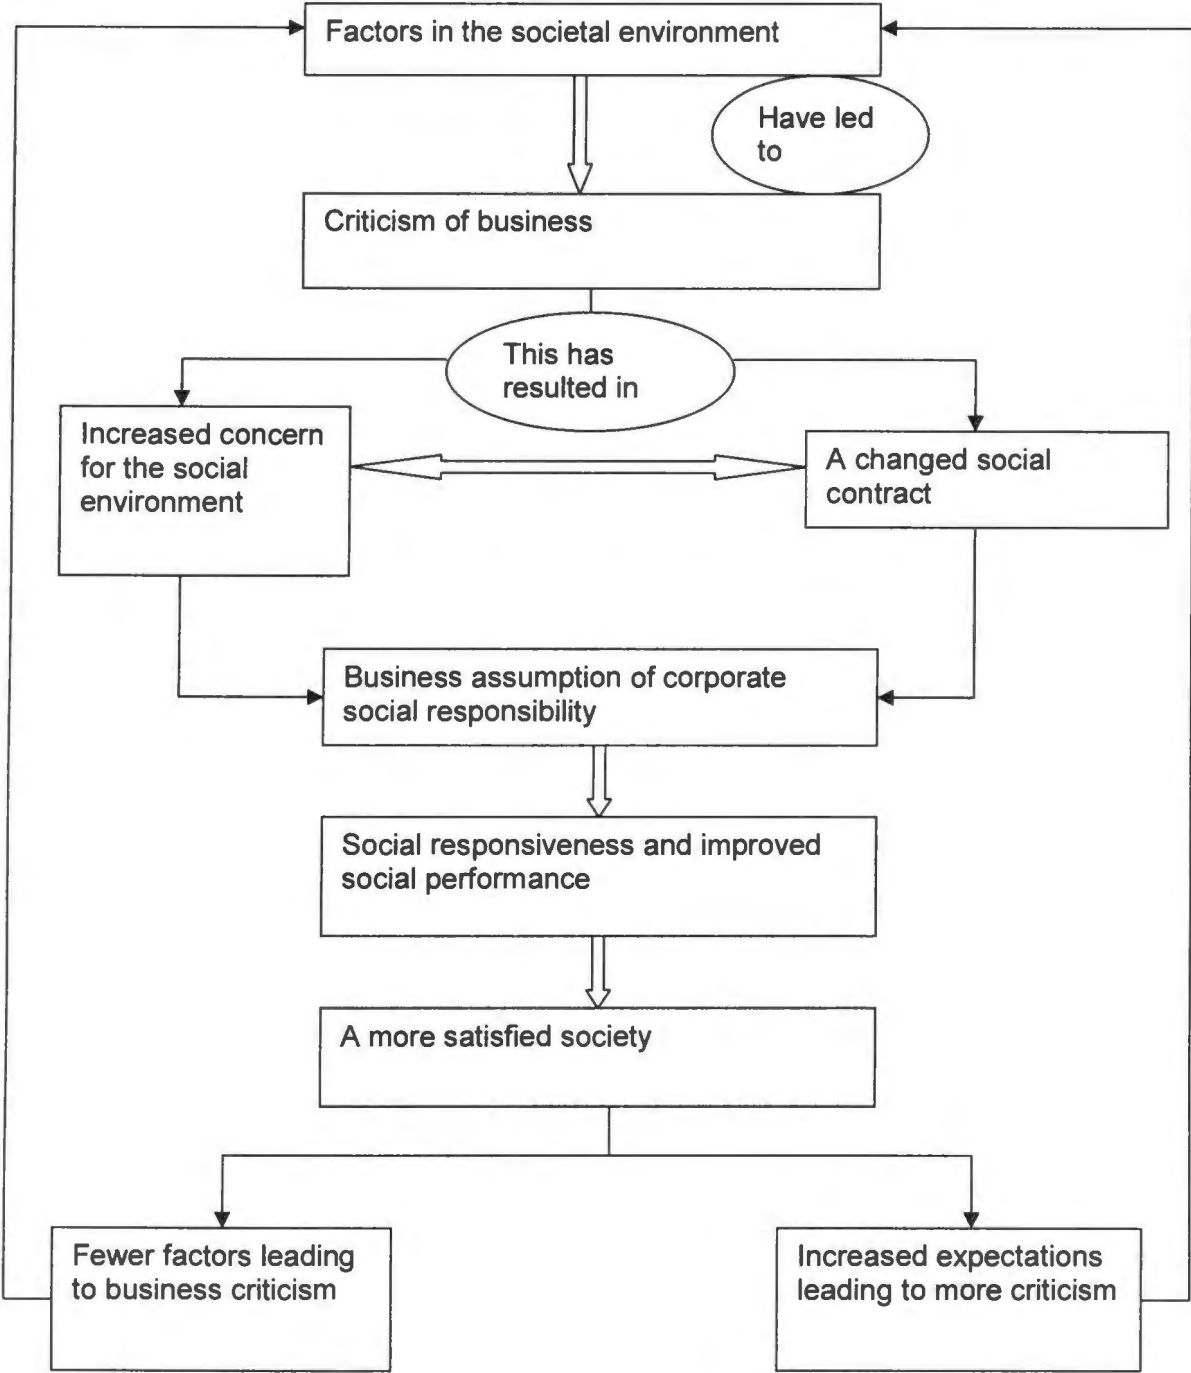 Factors in the societal environment
Have led
to
Criticism of business
This has
resulted in
Increased concern
for the social
environment
A changed social
contract
Business assumption of corporate
social responsibility
Social responsiveness and improved
social performance
A more satisfied society
Fewer factors leading
to business criticism
Increased expectations
leading to more criticism